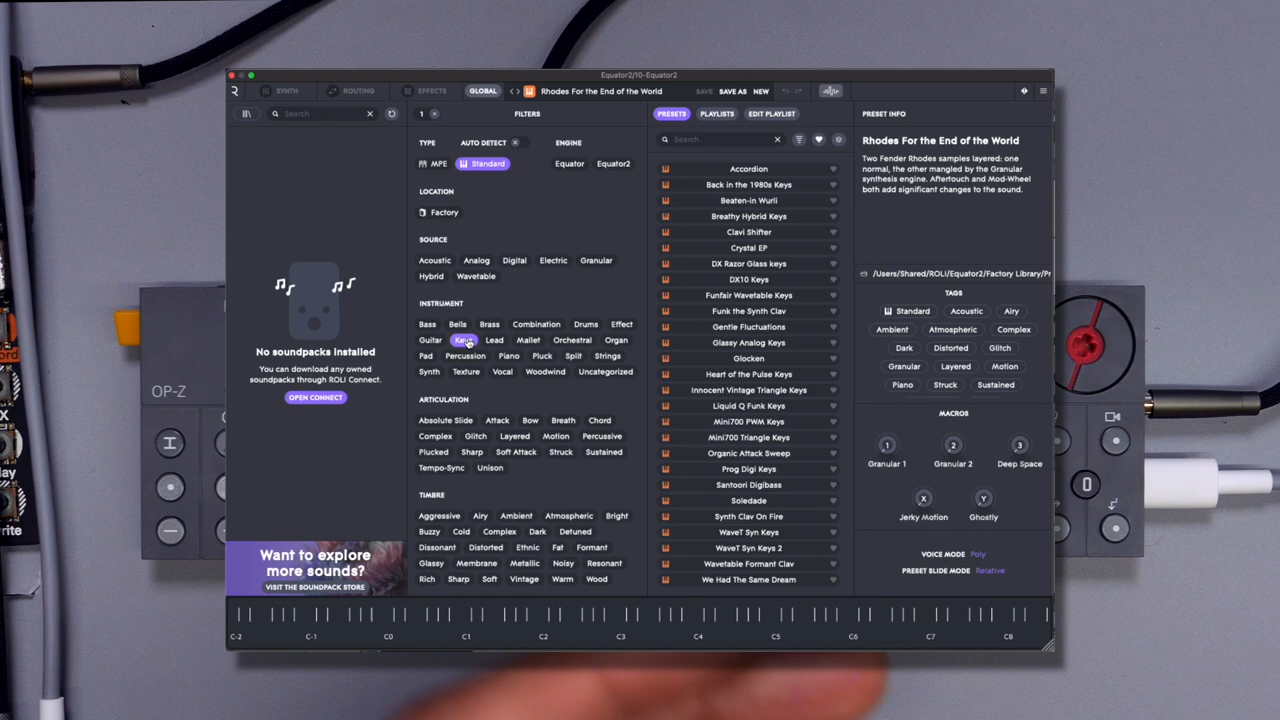 Equator2/10-Equator2
SYNTH
ROUTING
EFFECTS
GLOBAL
Rhodes For the End of the World
SAVE
SAVE AS
NEW
Search
No soundpacks installed
You can download any owned
soundpacks through ROLI Connect.
OPEN CONNECT
Want to explore
more sounds?
VISIT THE SOUNDPACK STORE
1
FILTERS
TYPE
AUTO DETECT
ENGINE
MPE
Standard
Equator
Equator2
LOCATION
Factory
SOURCE
Acoustic Analog Digital Electric Granular
Hybrid Wavetable
INSTRUMENT
Bass Bells Brass Combination Drums Effect
Guitar Keys Lead Mallet Orchestral Organ
Pad Percussion Piano Pluck Split Strings
Synth Texture Vocal Woodwind Uncategorized
ARTICULATION
Absolute Slide Attack Bow Breath Chord
Complex Glitch Layered Motion Percussive
Plucked Sharp Soft Attack Struck Sustained
Tempo-Sync Unison
TIMBRE
Aggressive Airy Ambient Atmospheric Bright
Buzzy Cold Complex Dark Detuned
Dissonant Distorted Ethnic Fat Formant
Glassy Membrane Metallic Noisy Resonant
Rich Sharp Soft Vintage Warm Wood
PRESETS
PLAYLISTS
EDIT PLAYLIST
Search
Accordion
Back in the 1980s Keys
Beaten-in Wurli
Breathy Hybrid Keys
Clavi Shifter
Crystal EP
DX Razor Glass keys
DX10 Keys
Funfair Wavetable Keys
Funk the Synth Clav
Gentle Fluctuations
Glassy Analog Keys
Glocken
Heart of the Pulse Keys
Innocent Vintage Triangle Keys
Liquid Q Funk Keys
Mini700 PWM Keys
Mini700 Triangle Keys
Organic Attack Sweep
Prog Digi Keys
Santoori Digibass
Soledade
Synth Clav On Fire
WaveT Syn Keys
WaveT Syn Keys 2
Wavetable Formant Clav
We Had The Same Dream
PRESET INFO
Rhodes For the End of the World
Two Fender Rhodes samples layered: one
normal, the other mangled by the Granular
synthesis engine. Aftertouch and Mod-Wheel
both add significant changes to the sound.
/Users/Shared/ROLI/Equator2/Factory Library/Pr
TAGS
Standard Acoustic Airy
Ambient Atmospheric Complex
Dark Distorted Glitch
Granular Layered Motion
Piano Struck Sustained
MACROS
1 2 3
Granular 1 Granular 2 Deep Space
X Y
Jerky Motion Ghostly
VOICE MODE Poly
PRESET SLIDE MODE Relative
C-2 C-1 C0 C1 C2 C3 C4 C5 C6 C7 C8
OP-Z